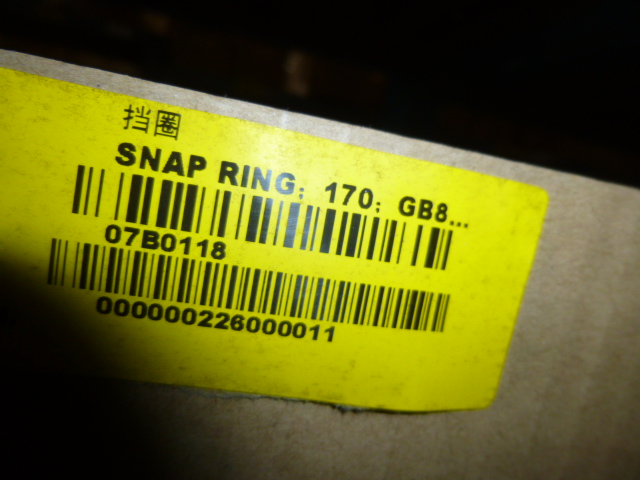 挡圈
SNAP RING; 170; GB8...
07B0118
000000226000011